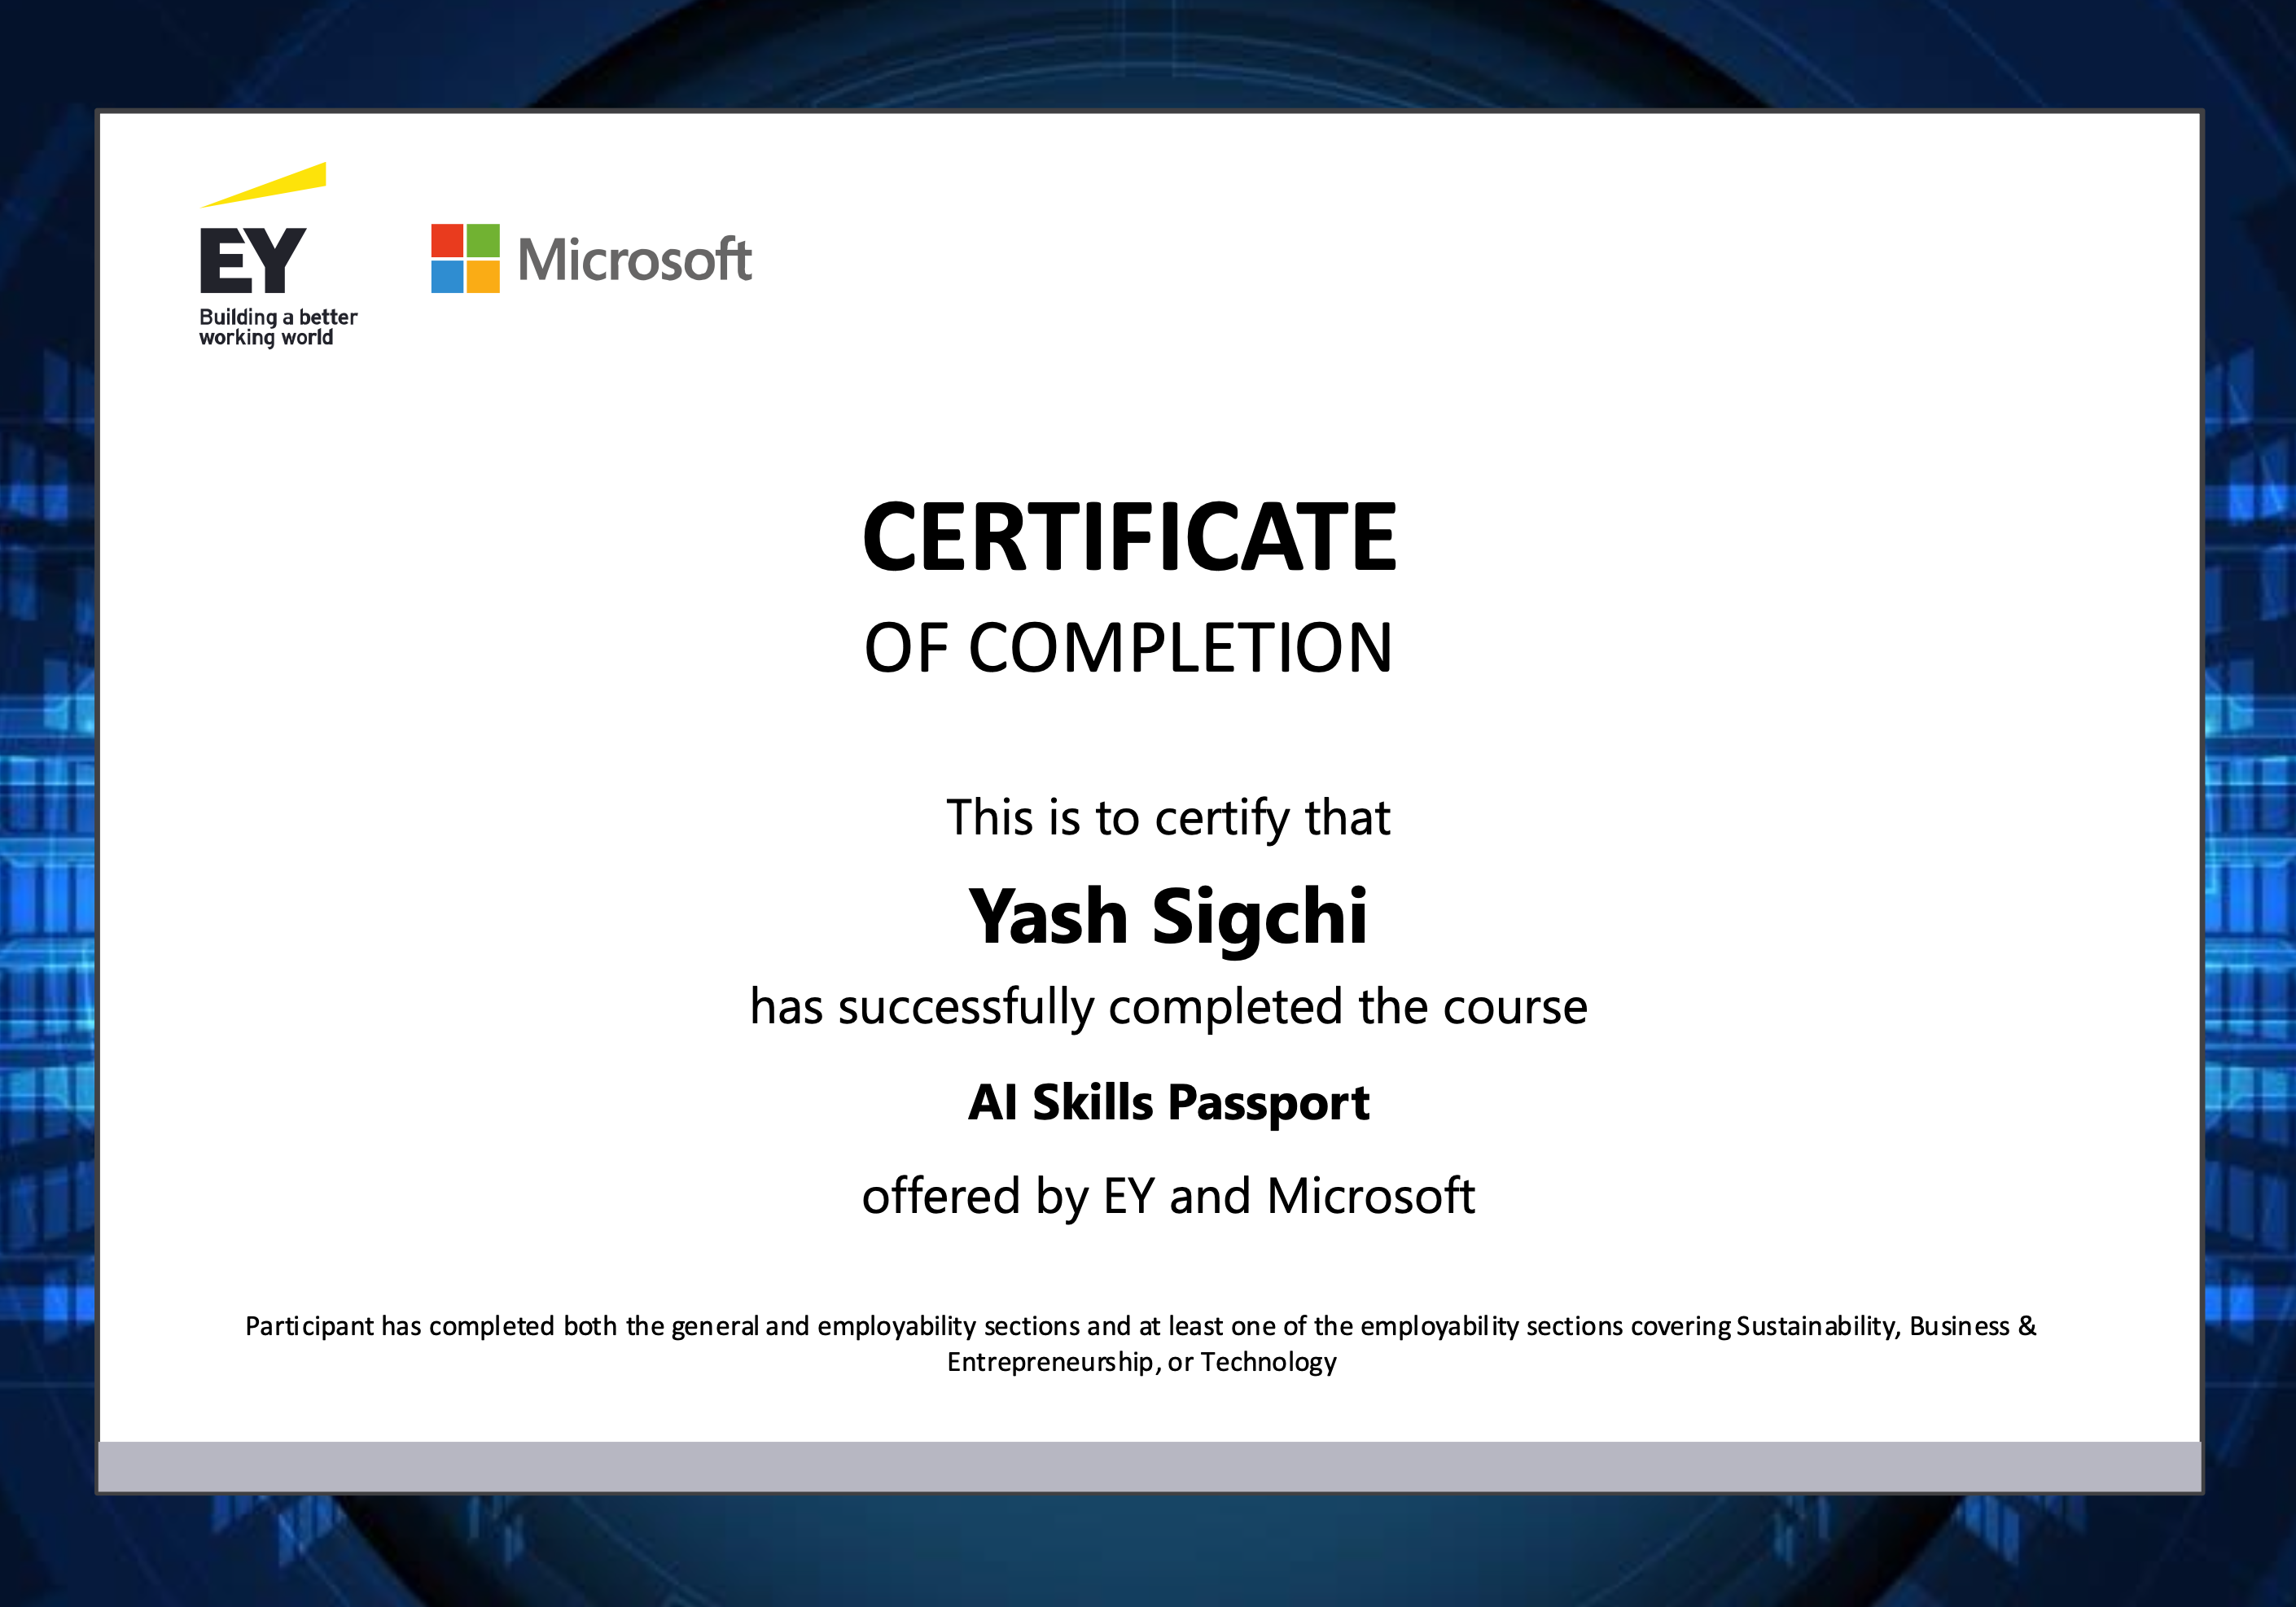 EY
Building a better
working world
Microsoft
CERTIFICATE
OF COMPLETION
This is to certify that
Yash Sigchi
has successfully completed the course
AI Skills Passport
offered by EY and Microsoft
Participant has completed both the general and employability sections and at least one of the employability sections covering Sustainability, Business &
Entrepreneurship, or Technology